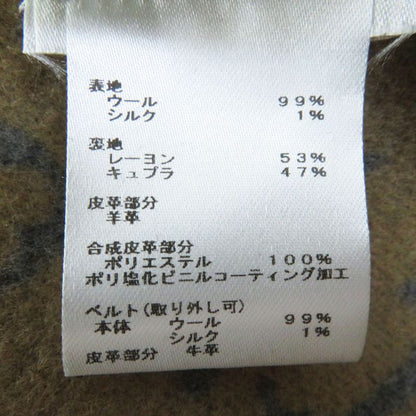 表地
ウール 99%
シルク 1%
裏地
レーヨン 53%
キュプラ 47%
皮革部分
羊革
合成皮革部分
ポリエステル 100%
ポリ塩化ビニルコーティング加工
ベルト(取り外し可)
本体 ウール 99%
シルク 1%
皮革部分 牛革